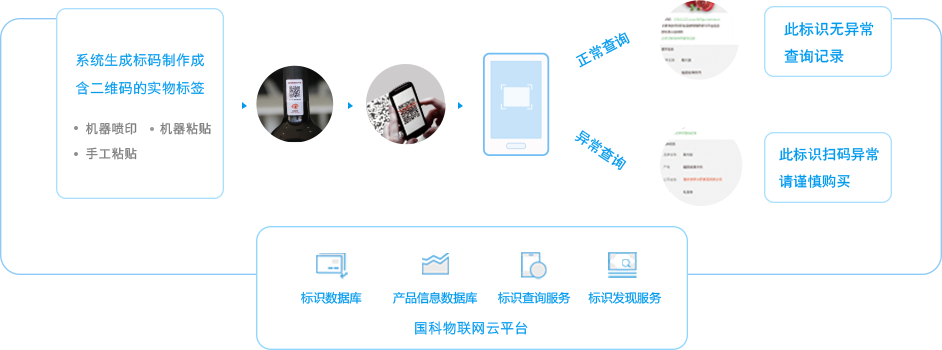 系统生成标码制作成
含二维码的实物标签
• 机器喷印 • 机器粘贴
• 手工粘贴
正常查询
异常查询
此标识无异常
查询记录
此标识扫码异常
请谨慎购买
标识数据库
产品信息数据库
标识查询服务
标识发现服务
国科物联网云平台